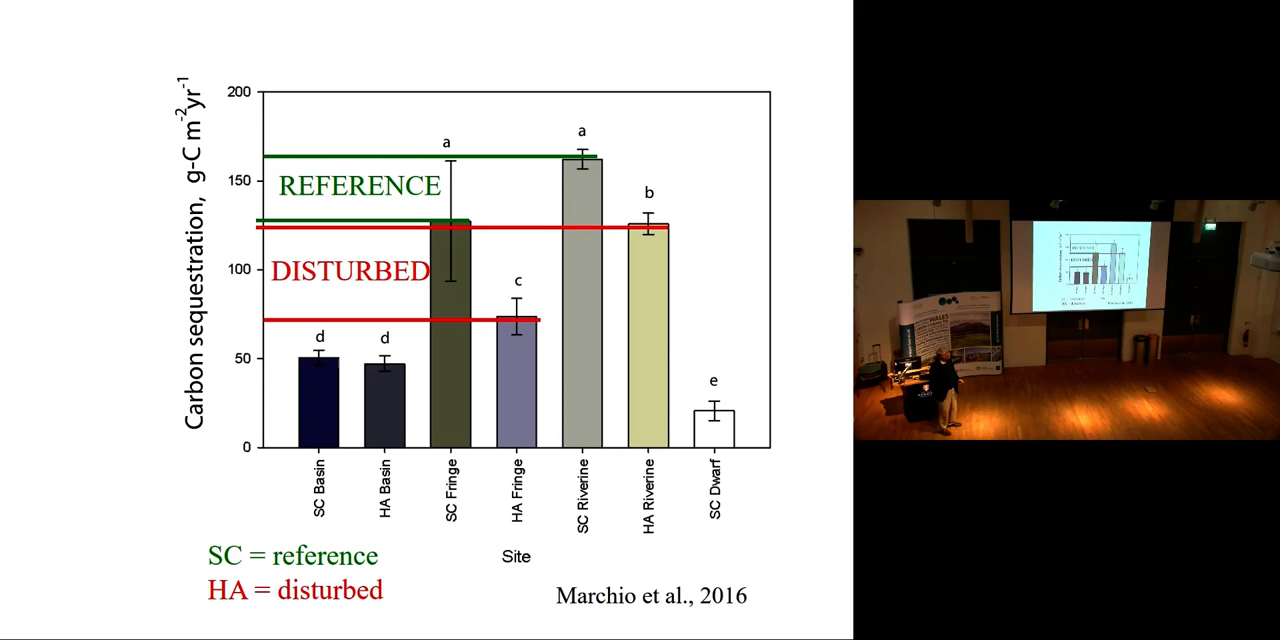 Carbon sequestration, g-C m⁻²yr⁻¹
200
150
100
50
0
a
a
b
c
d
d
e
REFERENCE
DISTURBED
SC Basin
HA Basin
SC Fringe
HA Fringe
SC Riverine
HA Riverine
SC Dwarf
Site
SC = reference
HA = disturbed
Marchio et al., 2016
WALES